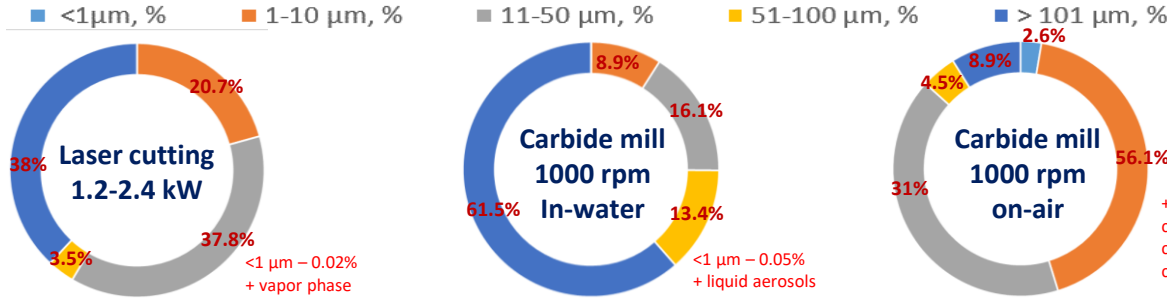 <1µm, %
1-10 µm, %
11-50 µm, %
51-100 µm, %
> 101 µm, %
20.7%
38%
Laser cutting
1.2-2.4 kW
37.8%
3.5%
<1 µm – 0.02%
+ vapor phase
8.9%
16.1%
Carbide mill
1000 rpm
In-water
61.5%
13.4%
<1 µm – 0.05%
+ liquid aerosols
2.6%
8.9%
4.5%
Carbide mill
1000 rpm
on-air
56.1%
31%
+